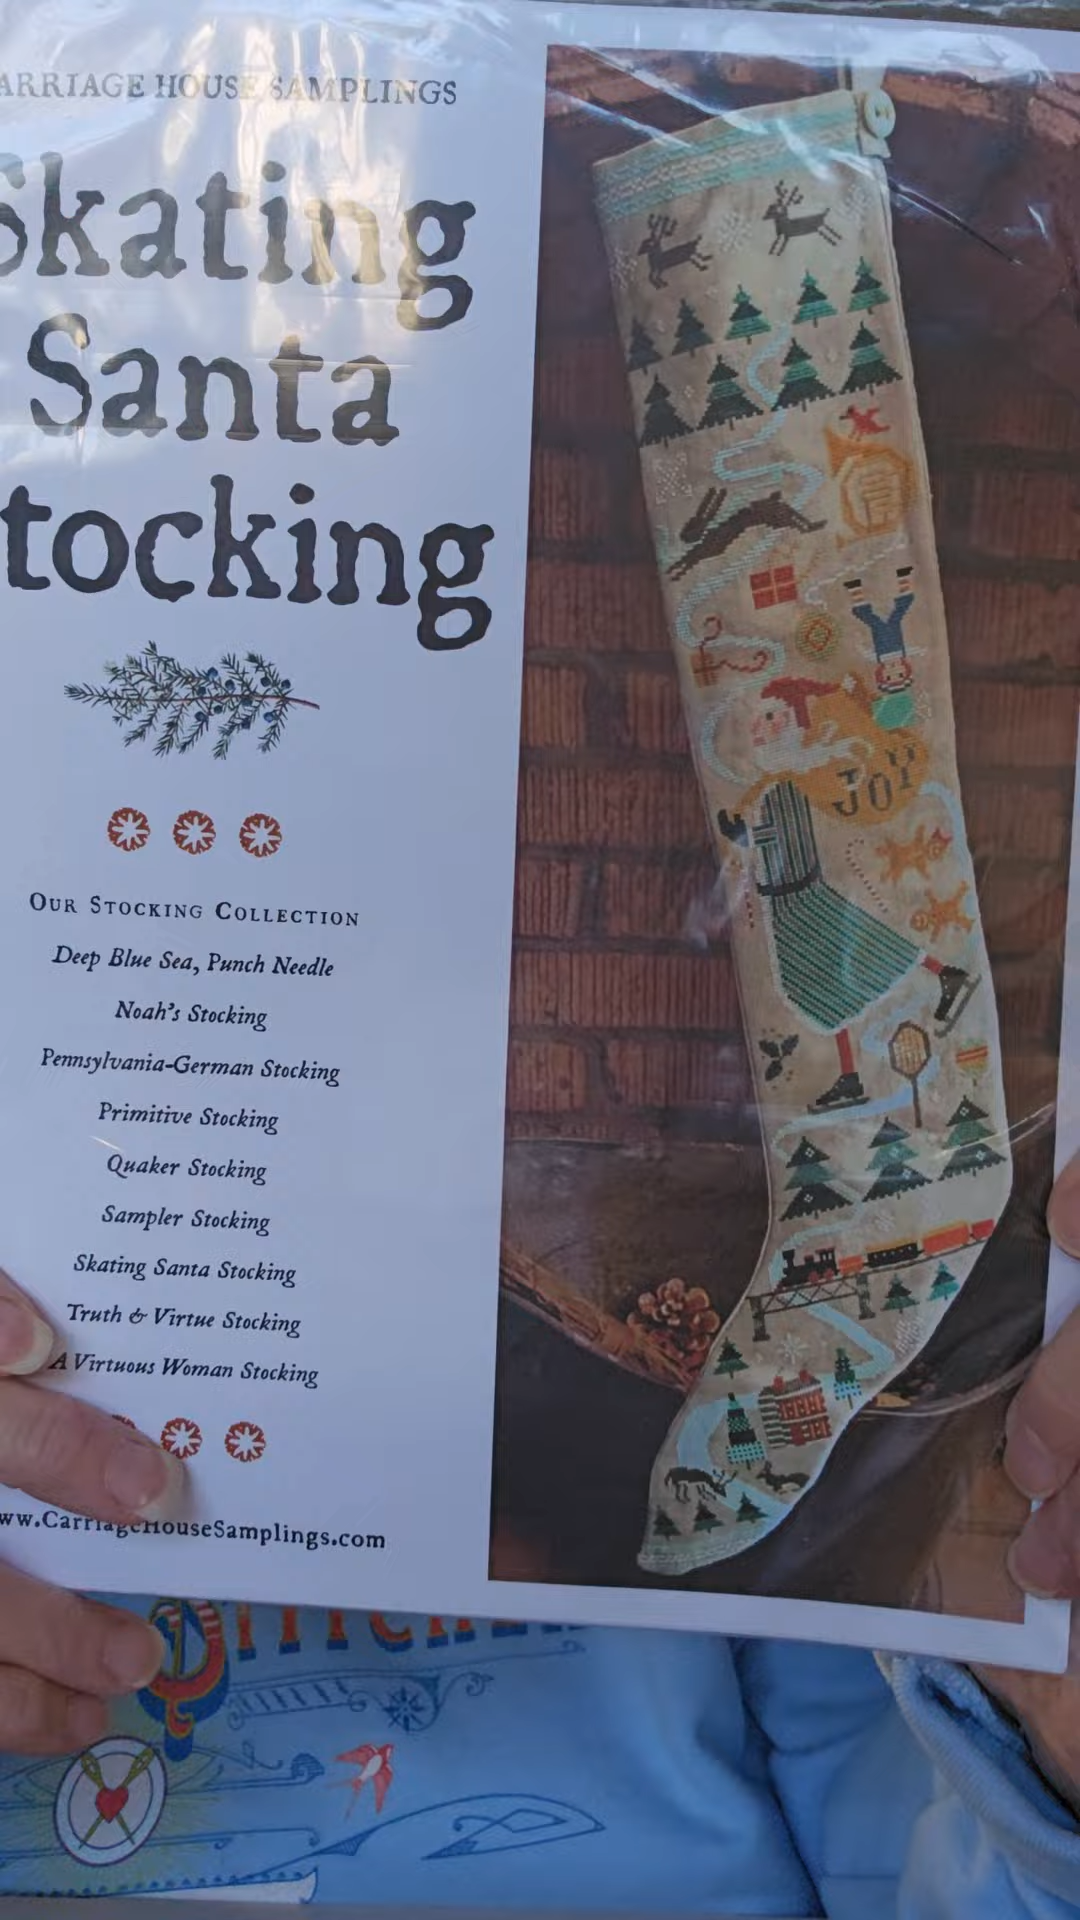 ARRIAGE HOUSE SAMPLINGS
Skating
Santa
tocking
OUR STOCKING COLLECTION
Deep Blue Sea, Punch Needle
Noah's Stocking
Pennsylvania-German Stocking
Primitive Stocking
Quaker Stocking
Sampler Stocking
Skating Santa Stocking
Truth & Virtue Stocking
A Virtuous Woman Stocking
ww.CarriageHouseSamplings.com
JOY